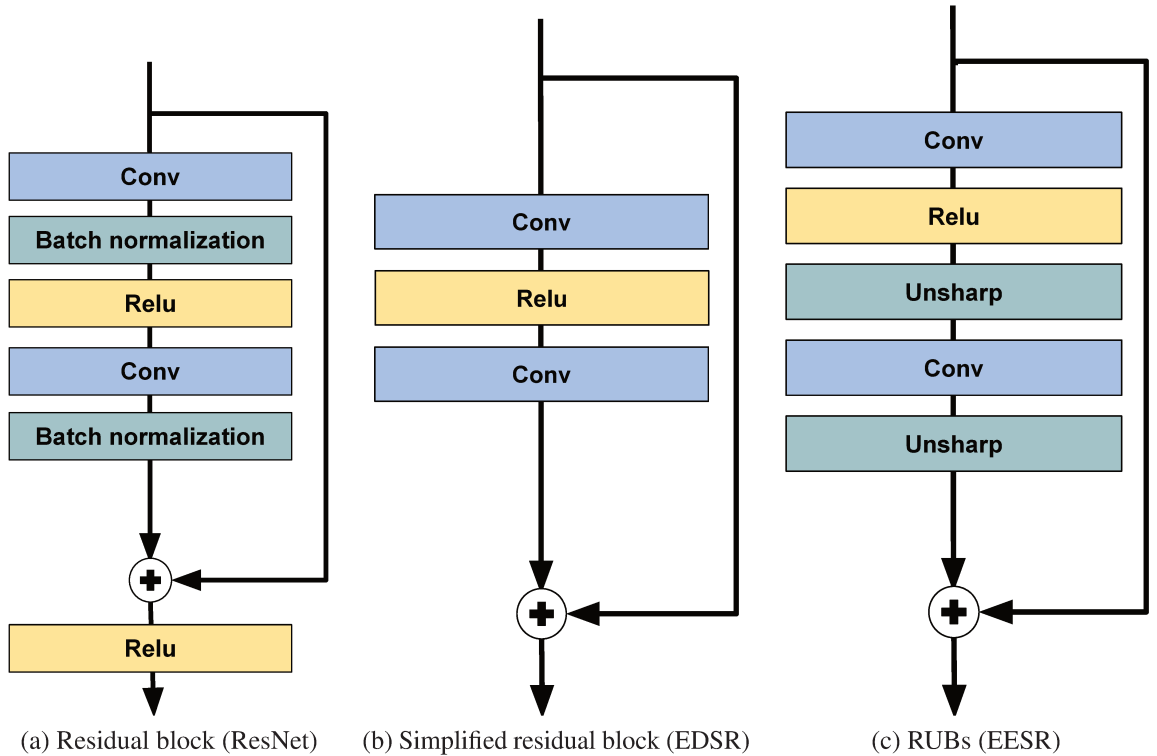 Conv
Batch normalization
Relu
Conv
Batch normalization
Relu
(a) Residual block (ResNet)
Conv
Relu
Conv
(b) Simplified residual block (EDSR)
Conv
Relu
Unsharp
Conv
Unsharp
(c) RUBs (EESR)